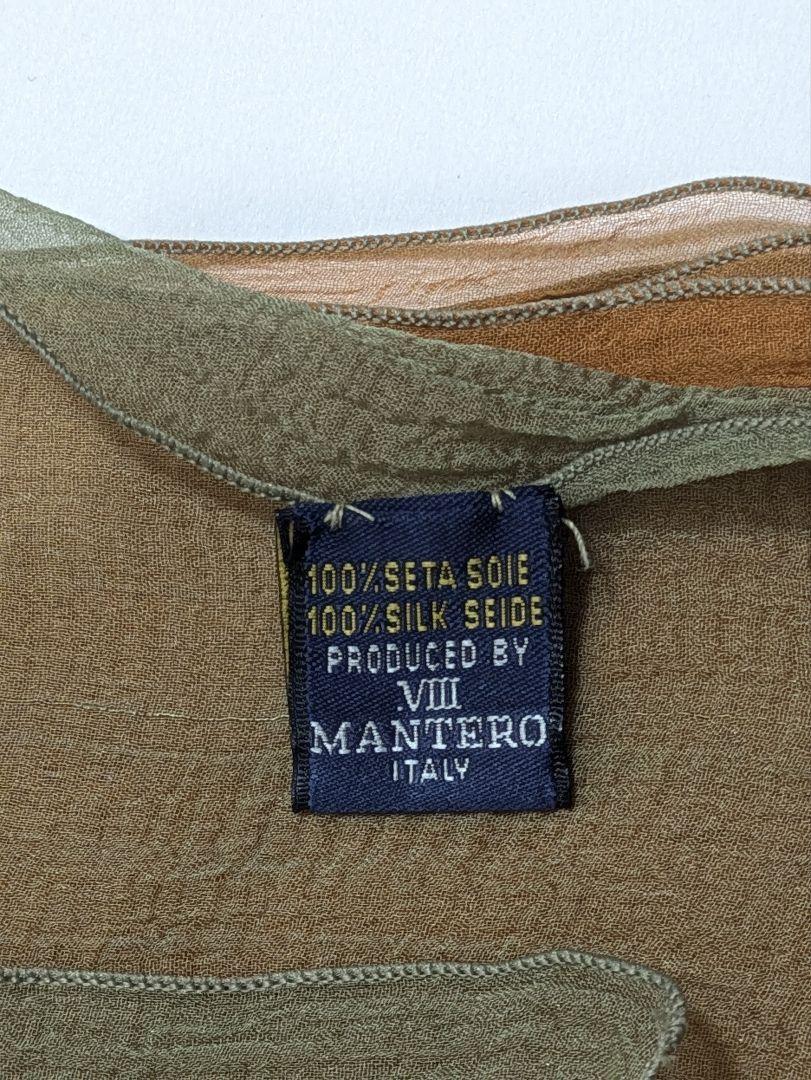 100% SETA SOIE
100% SILK SEIDE
PRODUCED BY
VIII
MANTERO
ITALY